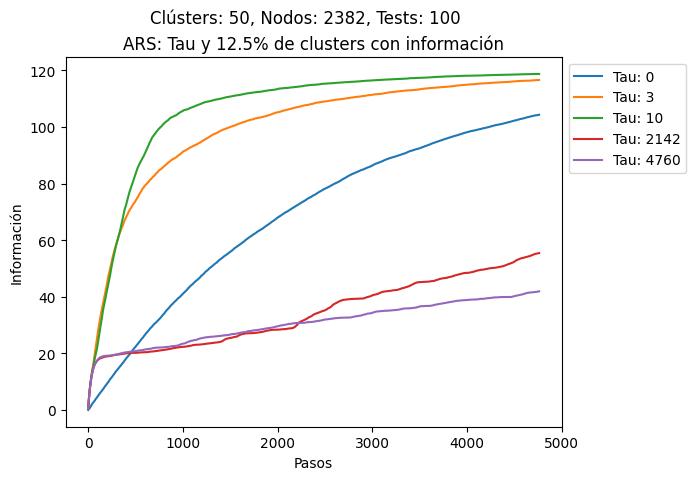 Clústers: 50, Nodos: 2382, Tests: 100
ARS: Tau y 12.5% de clusters con información
120
100
80
60
40
20
0
Información
0 1000 2000 3000 4000 5000
Pasos
Tau: 0
Tau: 3
Tau: 10
Tau: 2142
Tau: 4760